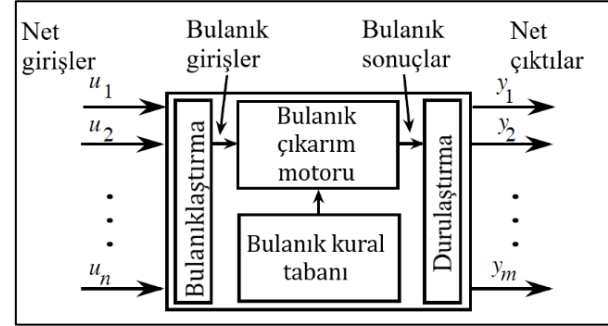 Net
girişler
Bulanık
girişler
Bulanık
sonuçlar
Net
çıktılar
u1
u2
un
Bulanıklaştırma
Bulanık
çıkarım
motoru
Bulanık kural
tabanı
Durulaştırma
y1
y2
ym